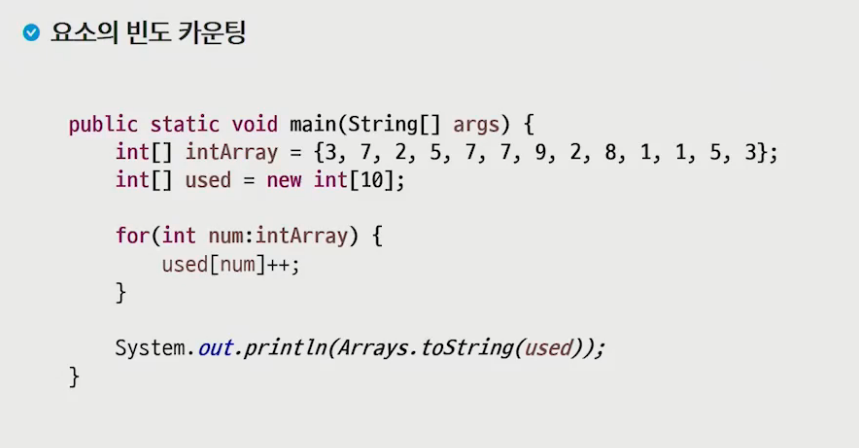 요소의 빈도 카운팅
public static void main(String[] args) {
int[] intArray = {3, 7, 2, 5, 7, 7, 9, 2, 8, 1, 1, 5, 3};
int[] used = new int[10];
for(int num:intArray) {
used[num]++;
}
System.out.println(Arrays.toString(used));
}